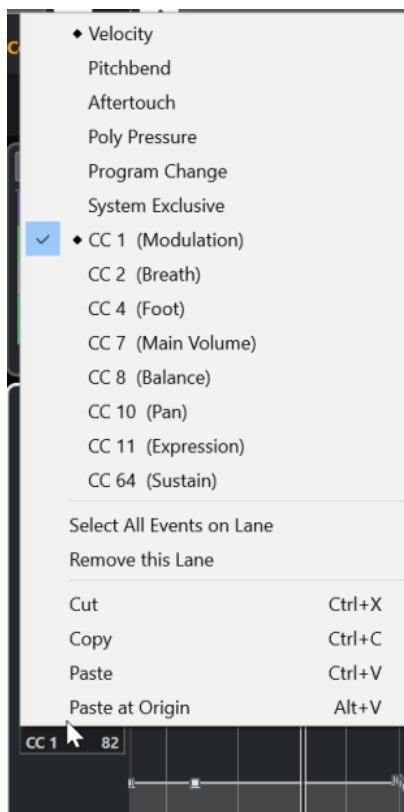 ◆ Velocity
Pitchbend
Aftertouch
Poly Pressure
Program Change
System Exclusive
✓ ◆ CC 1 (Modulation)
CC 2 (Breath)
CC 4 (Foot)
CC 7 (Main Volume)
CC 8 (Balance)
CC 10 (Pan)
CC 11 (Expression)
CC 64 (Sustain)
Select All Events on Lane
Remove this Lane
Cut Ctrl+X
Copy Ctrl+C
Paste Ctrl+V
Paste at Origin Alt+V
CC 1 82